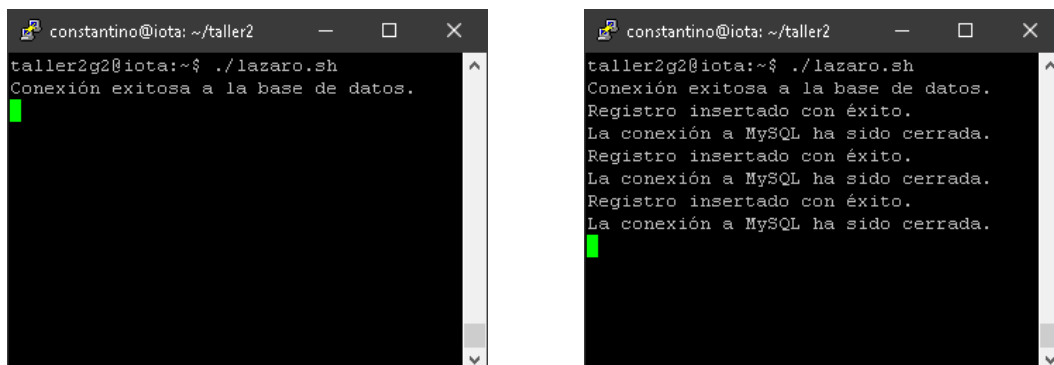 constantino@iota: ~/taller2
taller2g2@iota:~$ ./lazaro.sh
Conexión exitosa a la base de datos.
constantino@iota: ~/taller2
taller2g2@iota:~$ ./lazaro.sh
Conexión exitosa a la base de datos.
Registro insertado con éxito.
La conexión a MySQL ha sido cerrada.
Registro insertado con éxito.
La conexión a MySQL ha sido cerrada.
Registro insertado con éxito.
La conexión a MySQL ha sido cerrada.